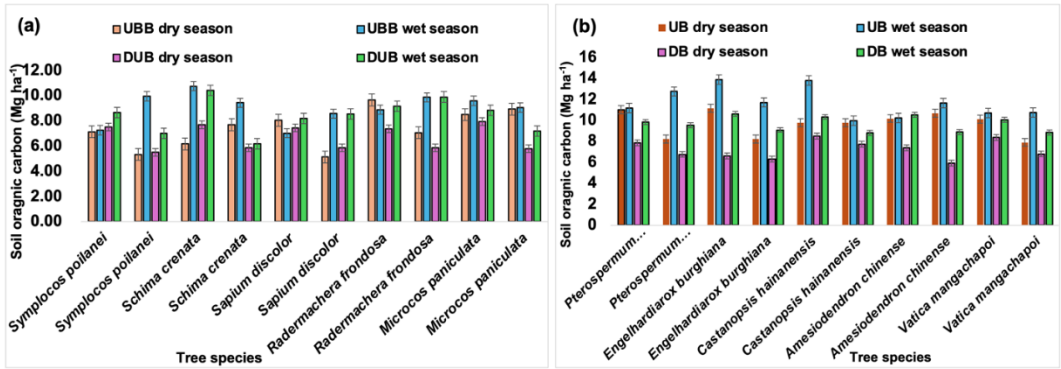 (a)
UBB dry season
UBB wet season
DUB dry season
DUB wet season
Soil oragnic carbon (Mg ha⁻¹)
12.00
10.00
8.00
6.00
4.00
2.00
0.00
Symplocos poilanei
Symplocos poilanei
Schima crenata
Schima crenata
Sapium discolor
Sapium discolor
Radermachera frondosa
Radermachera frondosa
Microcos paniculata
Microcos paniculata
Tree species
(b)
UB dry season
UB wet season
DB dry season
DB wet season
Soil oragnic carbon (Mg ha⁻¹)
16
14
12
10
8
6
4
2
0
Pterospermum...
Pterospermum...
Engelhardiarox burghiana
Engelhardiarox burghiana
Castanopsis hainanensis
Castanopsis hainanensis
Amesiodendron chinense
Amesiodendron chinense
Vatica mangachapoi
Vatica mangachapoi
Tree species